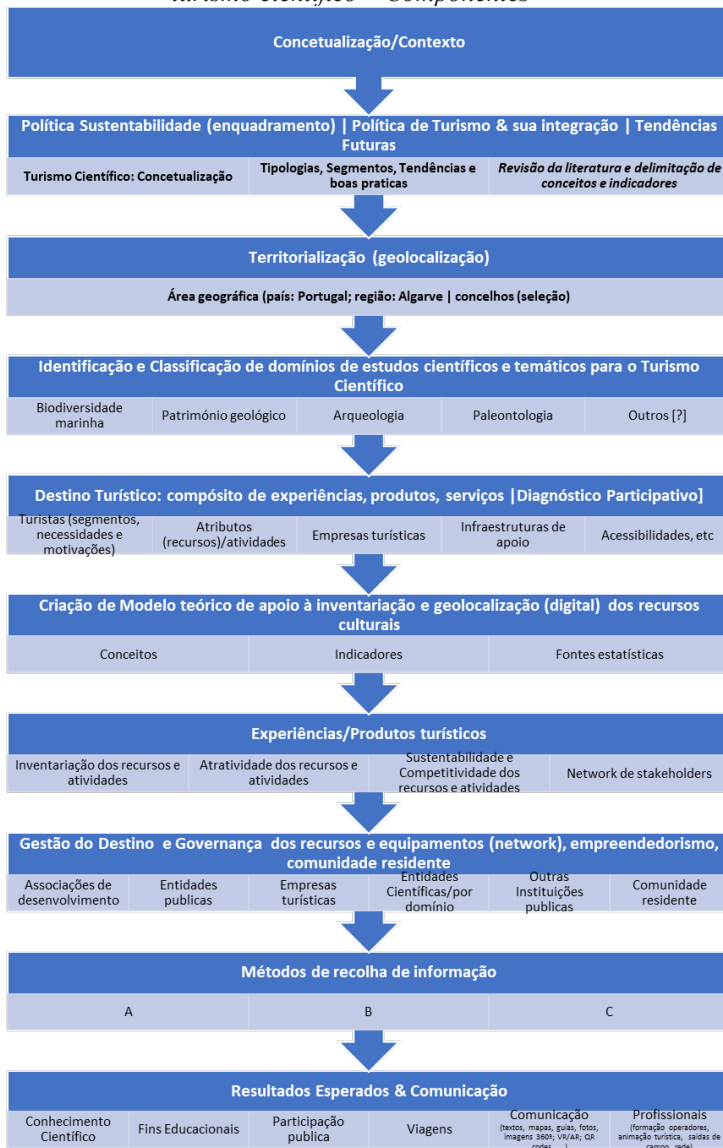 turismo científico – Componentes
Concetualização/Contexto
Política Sustentabilidade (enquadramento) | Política de Turismo & sua integração | Tendências
Futuras
Turismo Científico: Concetualização
Tipologias, Segmentos, Tendências e
boas praticas
Revisão da literatura e delimitação de
conceitos e indicadores
Territorialização (geolocalização)
Área geográfica (país: Portugal; região: Algarve | concelhos (seleção)
Identificação e Classificação de domínios de estudos científicos e temáticos para o Turismo
Científico
Biodiversidade
marinha
Património geológico
Arqueologia
Paleontologia
Outros [?]
Destino Turístico: compósito de experiências, produtos, serviços |Diagnóstico Participativo]
Turistas (segmentos,
necessidades e
motivações)
Atributos
(recursos)/atividades
Empresas turísticas
Infraestruturas de
apoio
Acessibilidades, etc
Criação de Modelo teórico de apoio à inventariação e geolocalização (digital) dos recursos
culturais
Conceitos
Indicadores
Fontes estatísticas
Experiências/Produtos turísticos
Inventariação dos recursos e
atividades
Atratividade dos recursos e
atividades
Sustentabilidade e
Competitividade dos
recursos e atividades
Network de stakeholders
Gestão do Destino e Governança dos recursos e equipamentos (network), empreendedorismo,
comunidade residente
Associações de
desenvolvimento
Entidades
publicas
Empresas
turísticas
Entidades
Científicas/por
domínio
Outras
Instituições
publicas
Comunidade
residente
Métodos de recolha de informação
A
B
C
Resultados Esperados & Comunicação
Conhecimento
Científico
Fins Educacionais
Participação
publica
Viagens
Comunicação
(textos, mapas, guias, fotos,
imagens 360º; VR/AR; QR
codes, ...)
Profissionais
(formação operadores,
animação turística, saídas de
campo, rede)